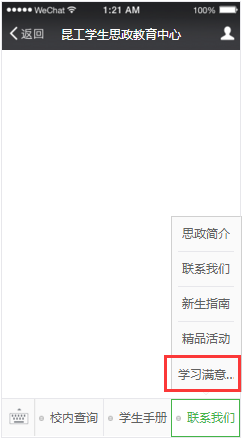 WeChat 1:21 AM 100%
返回 昆工学生思政教育中心
思政简介
联系我们
新生指南
精品活动
学习满意...
校内查询 学生手册 联系我们